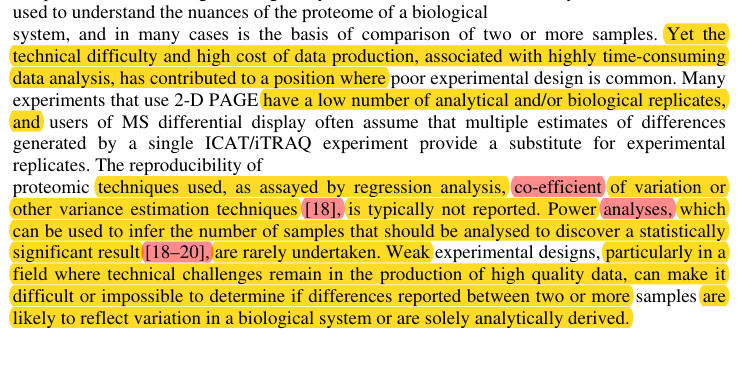 used to understand the nuances of the proteome of a biological
system, and in many cases is the basis of comparison of two or more samples. Yet the
technical difficulty and high cost of data production, associated with highly time-consuming
data analysis, has contributed to a position where poor experimental design is common. Many
experiments that use 2-D PAGE have a low number of analytical and/or biological replicates,
and users of MS differential display often assume that multiple estimates of differences
generated by a single ICAT/iTRAQ experiment provide a substitute for experimental
replicates. The reproducibility of
proteomic techniques used, as assayed by regression analysis, co-efficient of variation or
other variance estimation techniques [18], is typically not reported. Power analyses, which
can be used to infer the number of samples that should be analysed to discover a statistically
significant result [18–20], are rarely undertaken. Weak experimental designs, particularly in a
field where technical challenges remain in the production of high quality data, can make it
difficult or impossible to determine if differences reported between two or more samples are
likely to reflect variation in a biological system or are solely analytically derived.